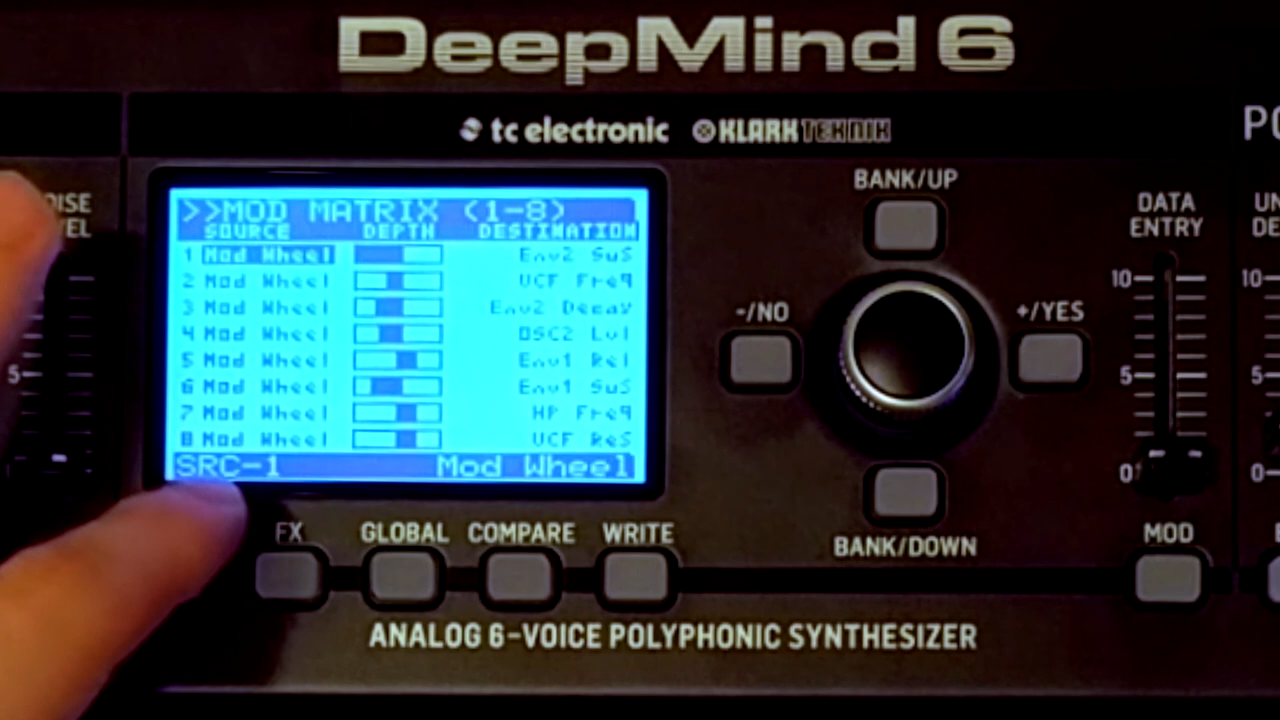 DeepMind 6
tc electronic KLARK TEKNIK
>>MOD MATRIX (1-8)
SOURCE DEPTH DESTINATION
1 Mod Wheel Env2 SuS
2 Mod Wheel VCF Freq
3 Mod Wheel Env2 Decay
4 Mod Wheel OSC2 Lvl
5 Mod Wheel Env1 Rel
6 Mod Wheel Env1 SuS
7 Mod Wheel HP Freq
8 Mod Wheel VCF ReS
SRC-1 Mod Wheel
FX GLOBAL COMPARE WRITE
BANK/UP
-/NO +/YES
BANK/DOWN
DATA
ENTRY
10
5
0
MOD
10
5
0
5
ANALOG 6-VOICE POLYPHONIC SYNTHESIZER